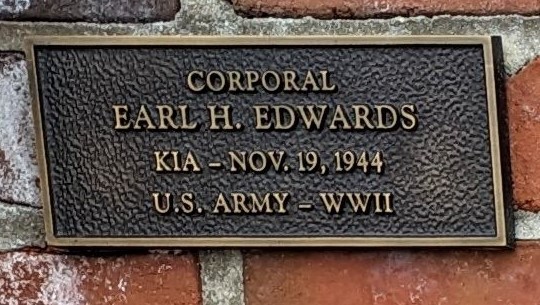 CORPORAL
EARL H. EDWARDS
KIA – NOV. 19, 1944
U.S. ARMY – WWII